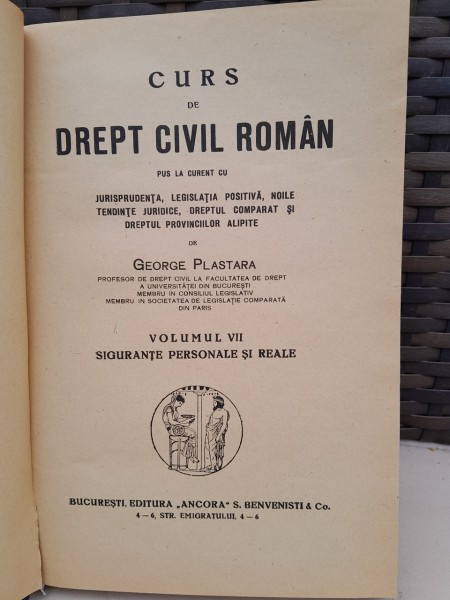 CURS
DE
DREPT CIVIL ROMÂN
PUS LA CURENT CU
JURISPRUDENȚA, LEGISLAȚIA POSITIVĂ, NOILE
TENDINȚE JURIDICE, DREPTUL COMPARAT ȘI
DREPTUL PROVINCIILOR ALIPITE
DE
GEORGE PLASTARA
PROFESOR DE DREPT CIVIL LA FACULTATEA DE DREPT
A UNIVERSITĂȚEI DIN BUCUREȘTI
MEMBRU IN CONSILIUL LEGISLATIV
MEMBRU IN SOCIETATEA DE LEGISLAȚIE COMPARATĂ
DIN PARIS
VOLUMUL VII
SIGURANȚE PERSONALE ȘI REALE
BUCUREȘTI, EDITURA „ANCORA" S. BENVENISTI & Co.
4 — 6, STR. EMIGRATULUI, 4 — 6